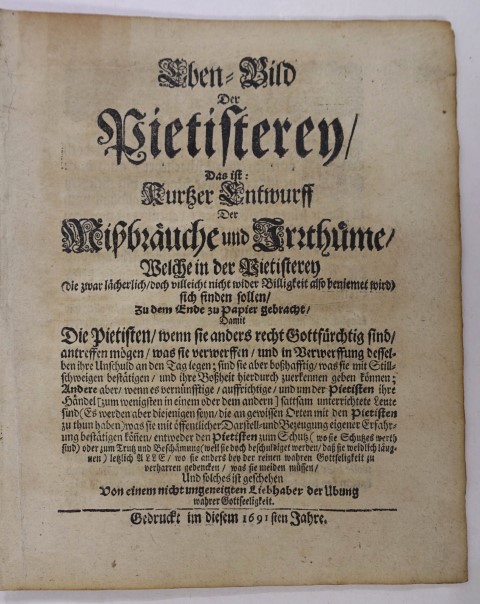 Eben-Bild
Der
Pietisterey/
Das ist:
Kurtzer Entwurff
Der
Mißbräuche und Irrthüme/
Welche in der Pietisterey
(die zwar lächerlich/doch villeicht nicht wider Billigkeit also beniemet wird)
sich finden sollen/
Zu dem Ende zu Papier gebracht/
Damit
Die Pietisten/ wenn sie anders recht Gottfürchtig sind/
antreffen mögen/ was sie verwerffen/ und in Verwerffung dessel-
ben ihre Unschuld an den Tag legen; sind sie aber boßhafftig/ was sie mit Still-
schweigen bestätigen/ und ihre Boßheit hierdurch zuerkennen geben können;
Andere aber/ wenn es vernünfftige/ auffrichtige/ und um der Pietisten ihre
Händel [zum wenigsten in einem oder dem andern] sattsam unterrichtete Leute
sind (Es werden aber diejenigen seyn/ die an gewissen Orten mit den Pietisten
zu thun haben) was sie mit öffentlicher Darstell- und Bezeugung eigener Erfah-
rung bestätigen köñen/ entweder den Pietisten zum Schutz ( wo sie Schutzes werth
sind) oder zum Trutz und Beschämung (weil sie doch beschuldiget werden/ daß sie weidlich läug-
nen ) letzlich ALLE/ wo sie anders bey der reinen wahren Gottseligkeit zu
verharren gedencken/ was sie meiden müssen/
Und solches ist geschehen
Von einem nicht ungeneigten Liebhaber der Ubung
wahrer Gottseeligkeit.
Gedruckt im diesem 1691sten Jahre.